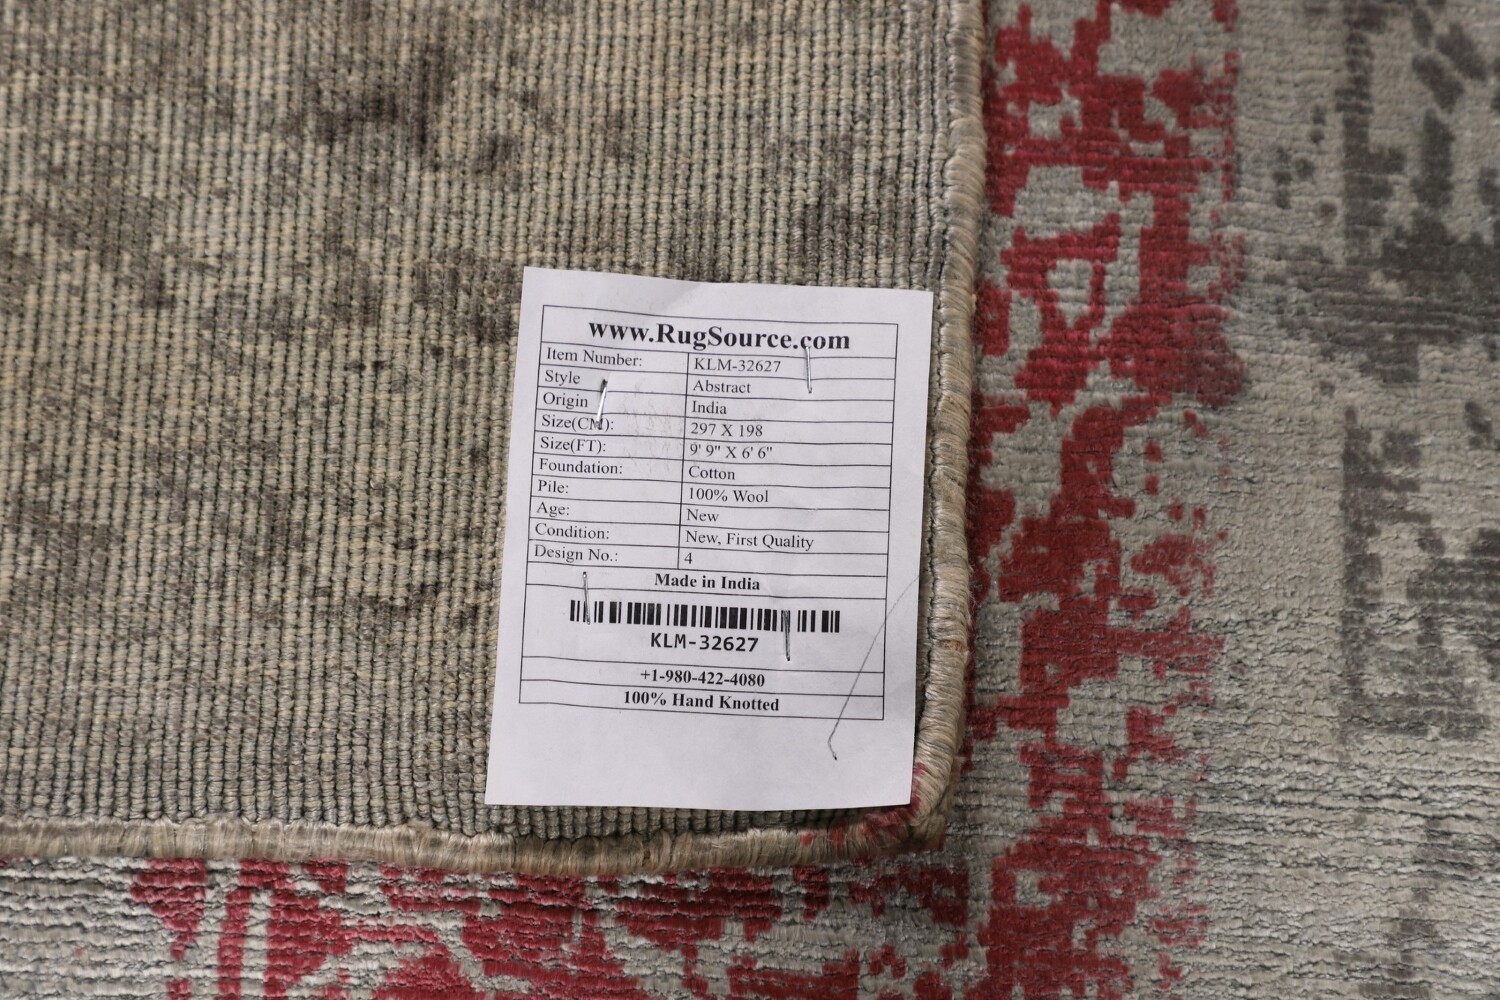 www.RugSource.com
Item Number: KLM-32627
Style Abstract
Origin India
Size(CM): 297 X 198
Size(FT): 9' 9" X 6' 6"
Foundation: Cotton
Pile: 100% Wool
Age: New
Condition: New, First Quality
Design No.: 4
Made in India
KLM-32627
+1-980-422-4080
100% Hand Knotted